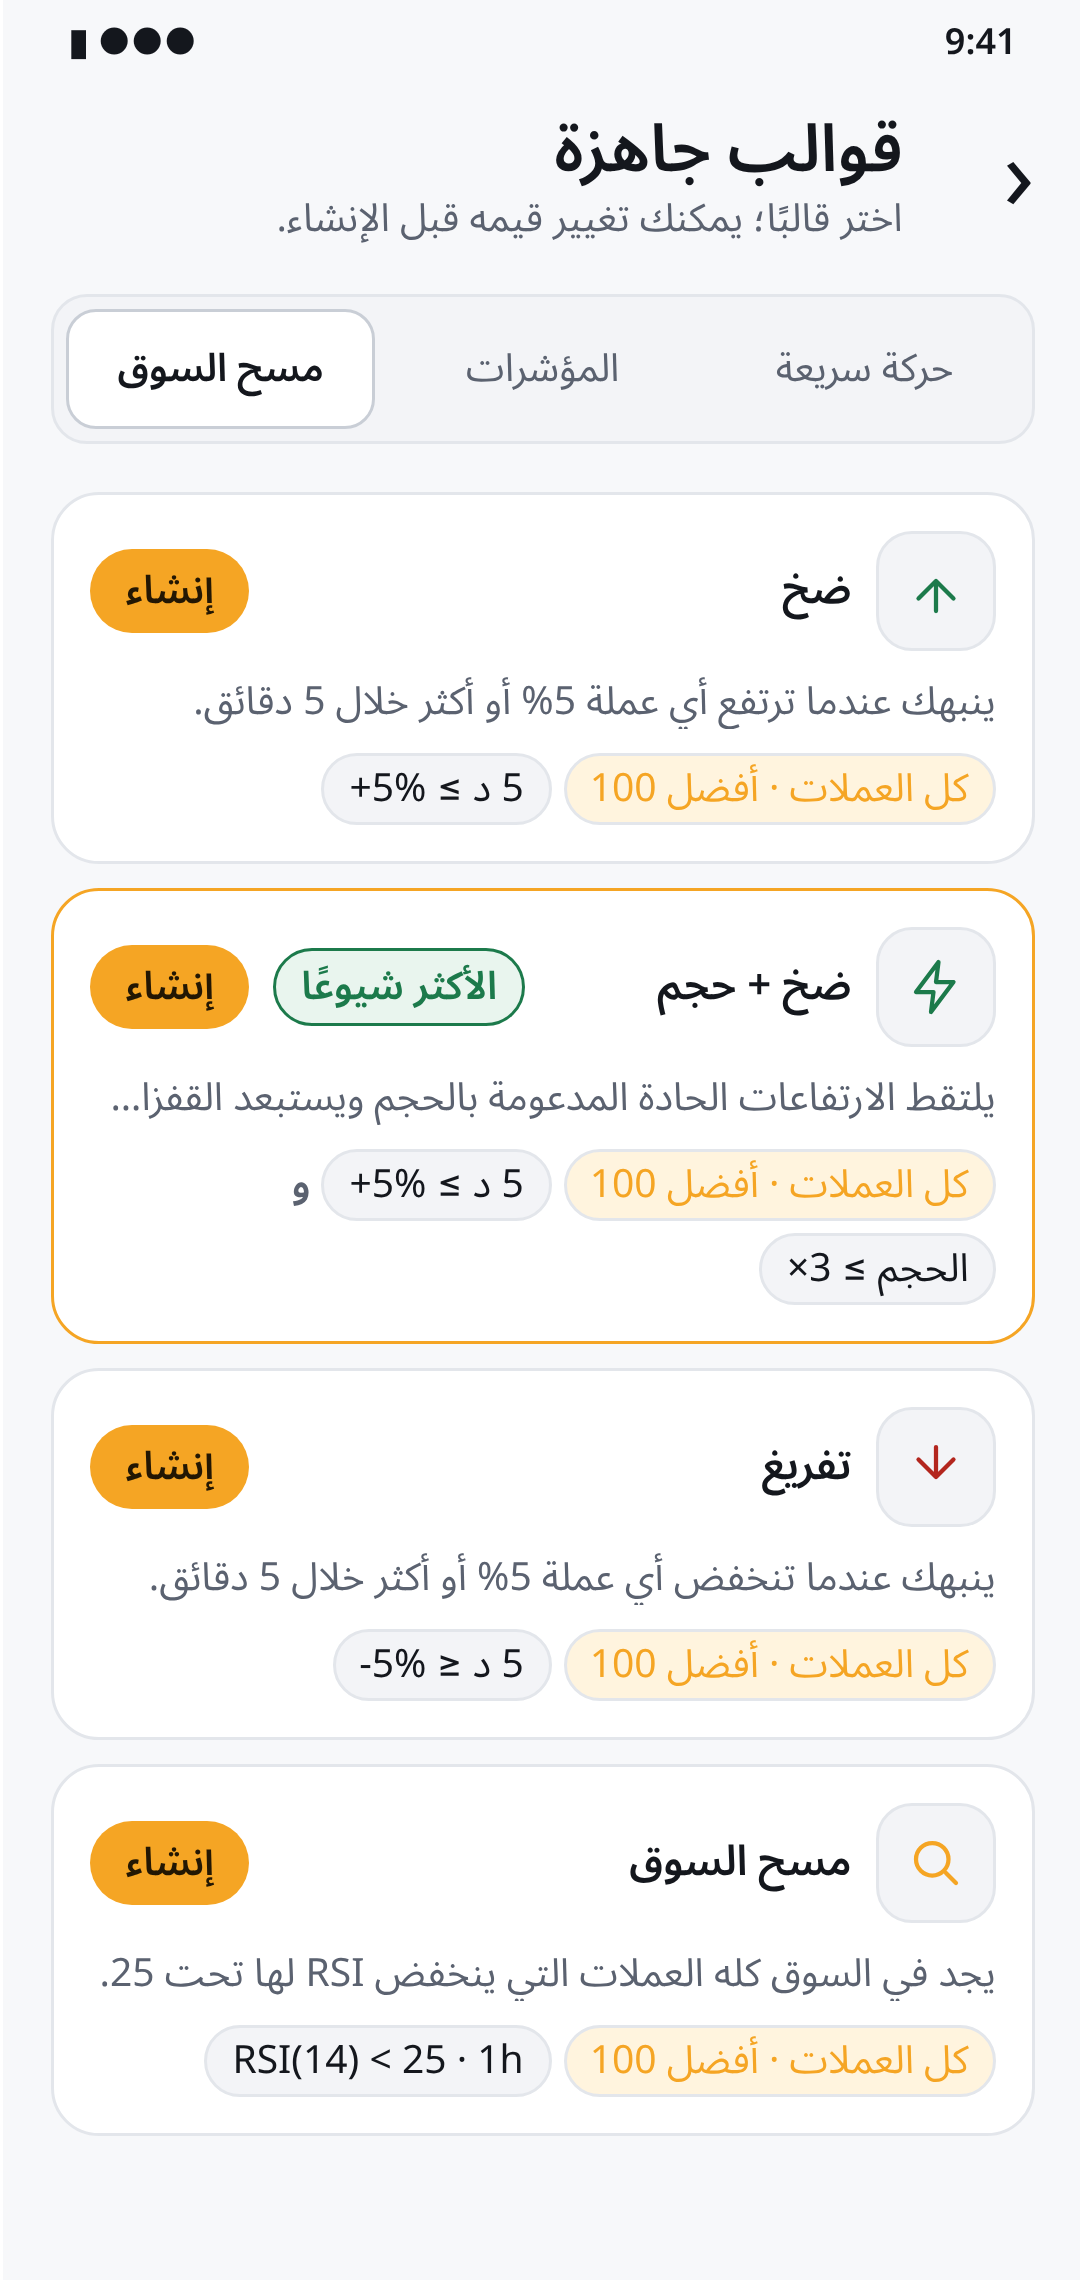 9:41
قوالب جاهزة
اختر قالبًا؛ يمكنك تغيير قيمه قبل الإنشاء.
حركة سريعة
المؤشرات
مسح السوق
ضخ
إنشاء
ينبهك عندما ترتفع أي عملة 5% أو أكثر خلال 5 دقائق.
كل العملات · أفضل 100
5 د ≥ +5%
ضخ + حجم
الأكثر شيوعًا
إنشاء
يلتقط الارتفاعات الحادة المدعومة بالحجم ويستبعد القفزا...
كل العملات · أفضل 100
5 د ≥ +5%
و
الحجم ≥ 3×
تفريغ
إنشاء
ينبهك عندما تنخفض أي عملة 5% أو أكثر خلال 5 دقائق.
كل العملات · أفضل 100
5 د ≤ -5%
مسح السوق
إنشاء
يجد في السوق كله العملات التي ينخفض RSI لها تحت 25.
كل العملات · أفضل 100
RSI(14) < 25 · 1h